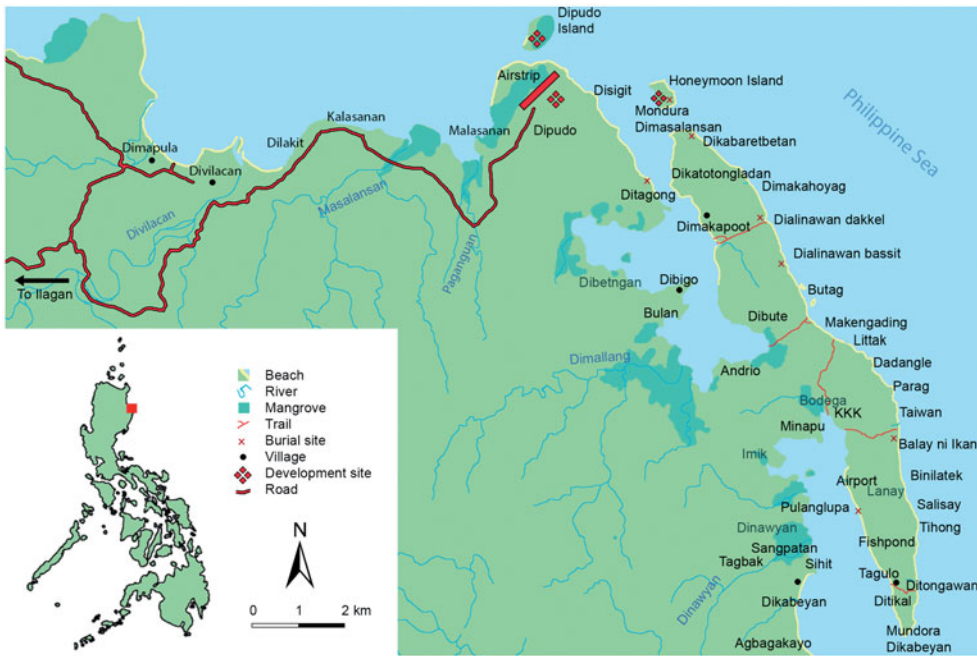 Dipudo
Island
Airstrip
Disigit
Honeymoon Island
Mondura
Dimasalansan
Dikabaretbetan
Philippine Sea
Kalasanan
Malasanan
Dipudo
Dilakit
Dimapula
Divilacan
Divilacan
Masalansan
Paganguan
Ditagong
Dikatotongladan
Dimakahoyag
Dimakapoot
Dialinawan dakkel
Dialinawan bassit
To Ilagan
Dibetngan
Dibigo
Bulan
Butag
Dibute
Makengading
Littak
Dimallang
Andrio
Dadangle
Parag
Bodega
KKK
Taiwan
Minapu
Balay ni Ikan
Imik
Airport
Binilatek
Lanay
Pulanglupa
Salisay
Tihong
Dinawyan
Fishpond
Sangpatan
Tagbak
Sihit
Tagulo
Ditongawan
Dinawyan
Dikabeyan
Ditikal
Agbagakayo
Mundora
Dikabeyan
Beach
River
Mangrove
Trail
Burial site
Village
Development site
Road
N
0 1 2 km